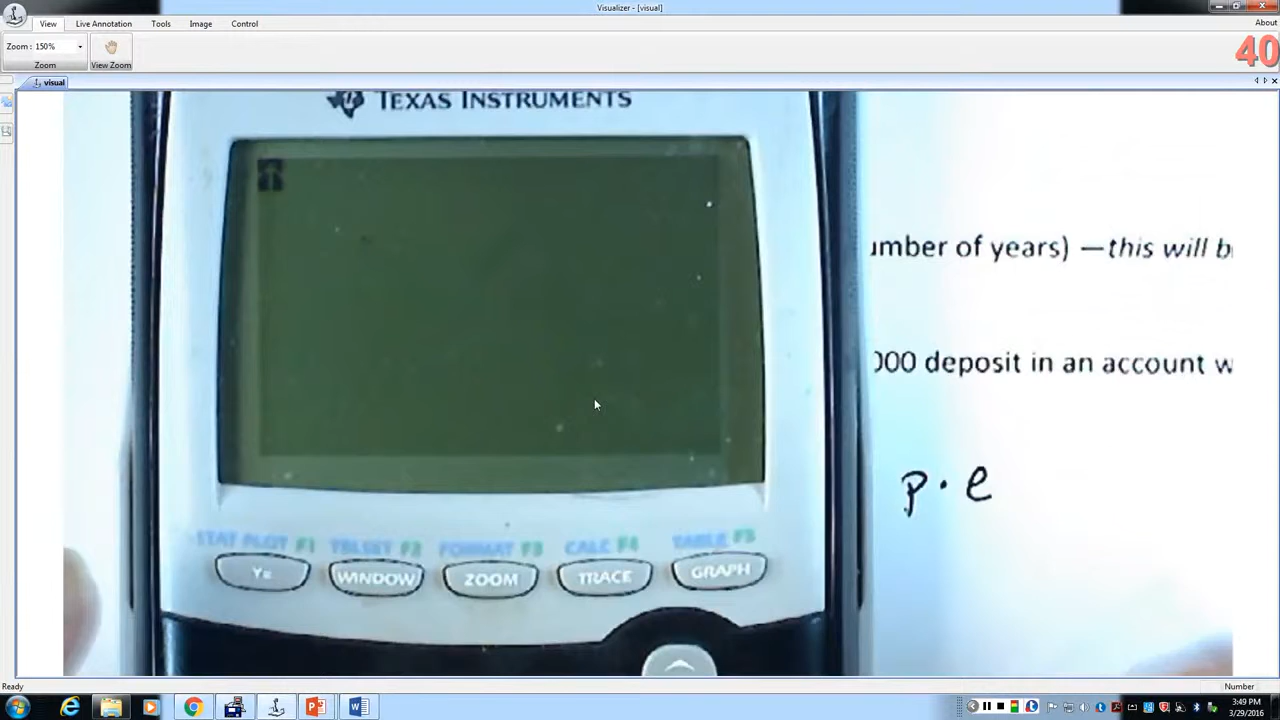 Visualizer - [visual]
View Live Annotation Tools Image Control About
Zoom : 150%
View Zoom
Zoom
40
visual
TEXAS INSTRUMENTS
umber of years) —this will b
000 deposit in an account w
p · e
STAT PLOT F1 TBLSET F2 FORMAT F3 CALC F4 TABLE F5
Y= WINDOW ZOOM TRACE GRAPH
Ready Number
3:49 PM
3/29/2016